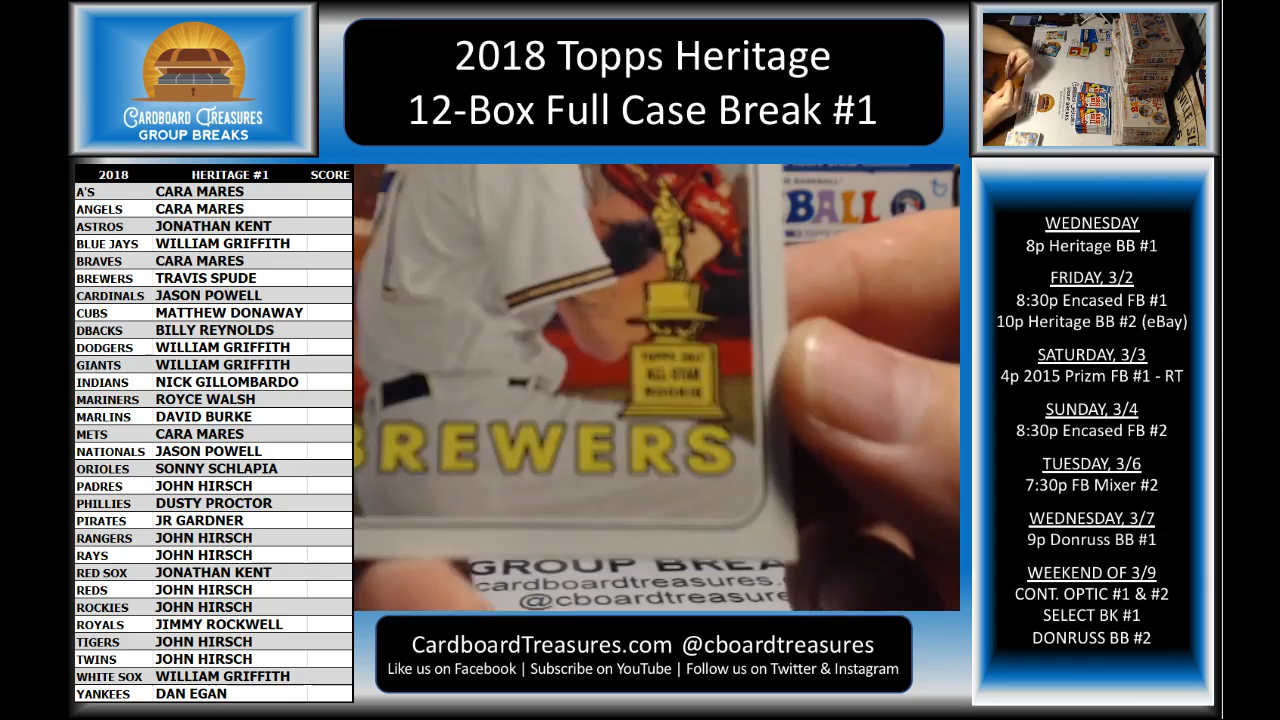 CARDBOARD TREASURES
GROUP BREAKS
2018 Topps Heritage
12-Box Full Case Break #1
2018 HERITAGE #1 SCORE
A'S CARA MARES
ANGELS CARA MARES
ASTROS JONATHAN KENT
BLUE JAYS WILLIAM GRIFFITH
BRAVES CARA MARES
BREWERS TRAVIS SPUDE
CARDINALS JASON POWELL
CUBS MATTHEW DONAWAY
DBACKS BILLY REYNOLDS
DODGERS WILLIAM GRIFFITH
GIANTS WILLIAM GRIFFITH
INDIANS NICK GILLOMBARDO
MARINERS ROYCE WALSH
MARLINS DAVID BURKE
METS CARA MARES
NATIONALS JASON POWELL
ORIOLES SONNY SCHLAPIA
PADRES JOHN HIRSCH
PHILLIES DUSTY PROCTOR
PIRATES JR GARDNER
RANGERS JOHN HIRSCH
RAYS JOHN HIRSCH
RED SOX JONATHAN KENT
REDS JOHN HIRSCH
ROCKIES JOHN HIRSCH
ROYALS JIMMY ROCKWELL
TIGERS JOHN HIRSCH
TWINS JOHN HIRSCH
WHITE SOX WILLIAM GRIFFITH
YANKEES DAN EGAN
BALL
TOPPS 2017
ALL-STAR
ROOKIE
BREWERS
GROUP BREA
cardboardtreasures.
@cboardtreasure
CardboardTreasures.com @cboardtreasures
Like us on Facebook | Subscribe on YouTube | Follow us on Twitter & Instagram
WEDNESDAY
8p Heritage BB #1
FRIDAY, 3/2
8:30p Encased FB #1
10p Heritage BB #2 (eBay)
SATURDAY, 3/3
4p 2015 Prizm FB #1 - RT
SUNDAY, 3/4
8:30p Encased FB #2
TUESDAY, 3/6
7:30p FB Mixer #2
WEDNESDAY, 3/7
9p Donruss BB #1
WEEKEND OF 3/9
CONT. OPTIC #1 & #2
SELECT BK #1
DONRUSS BB #2